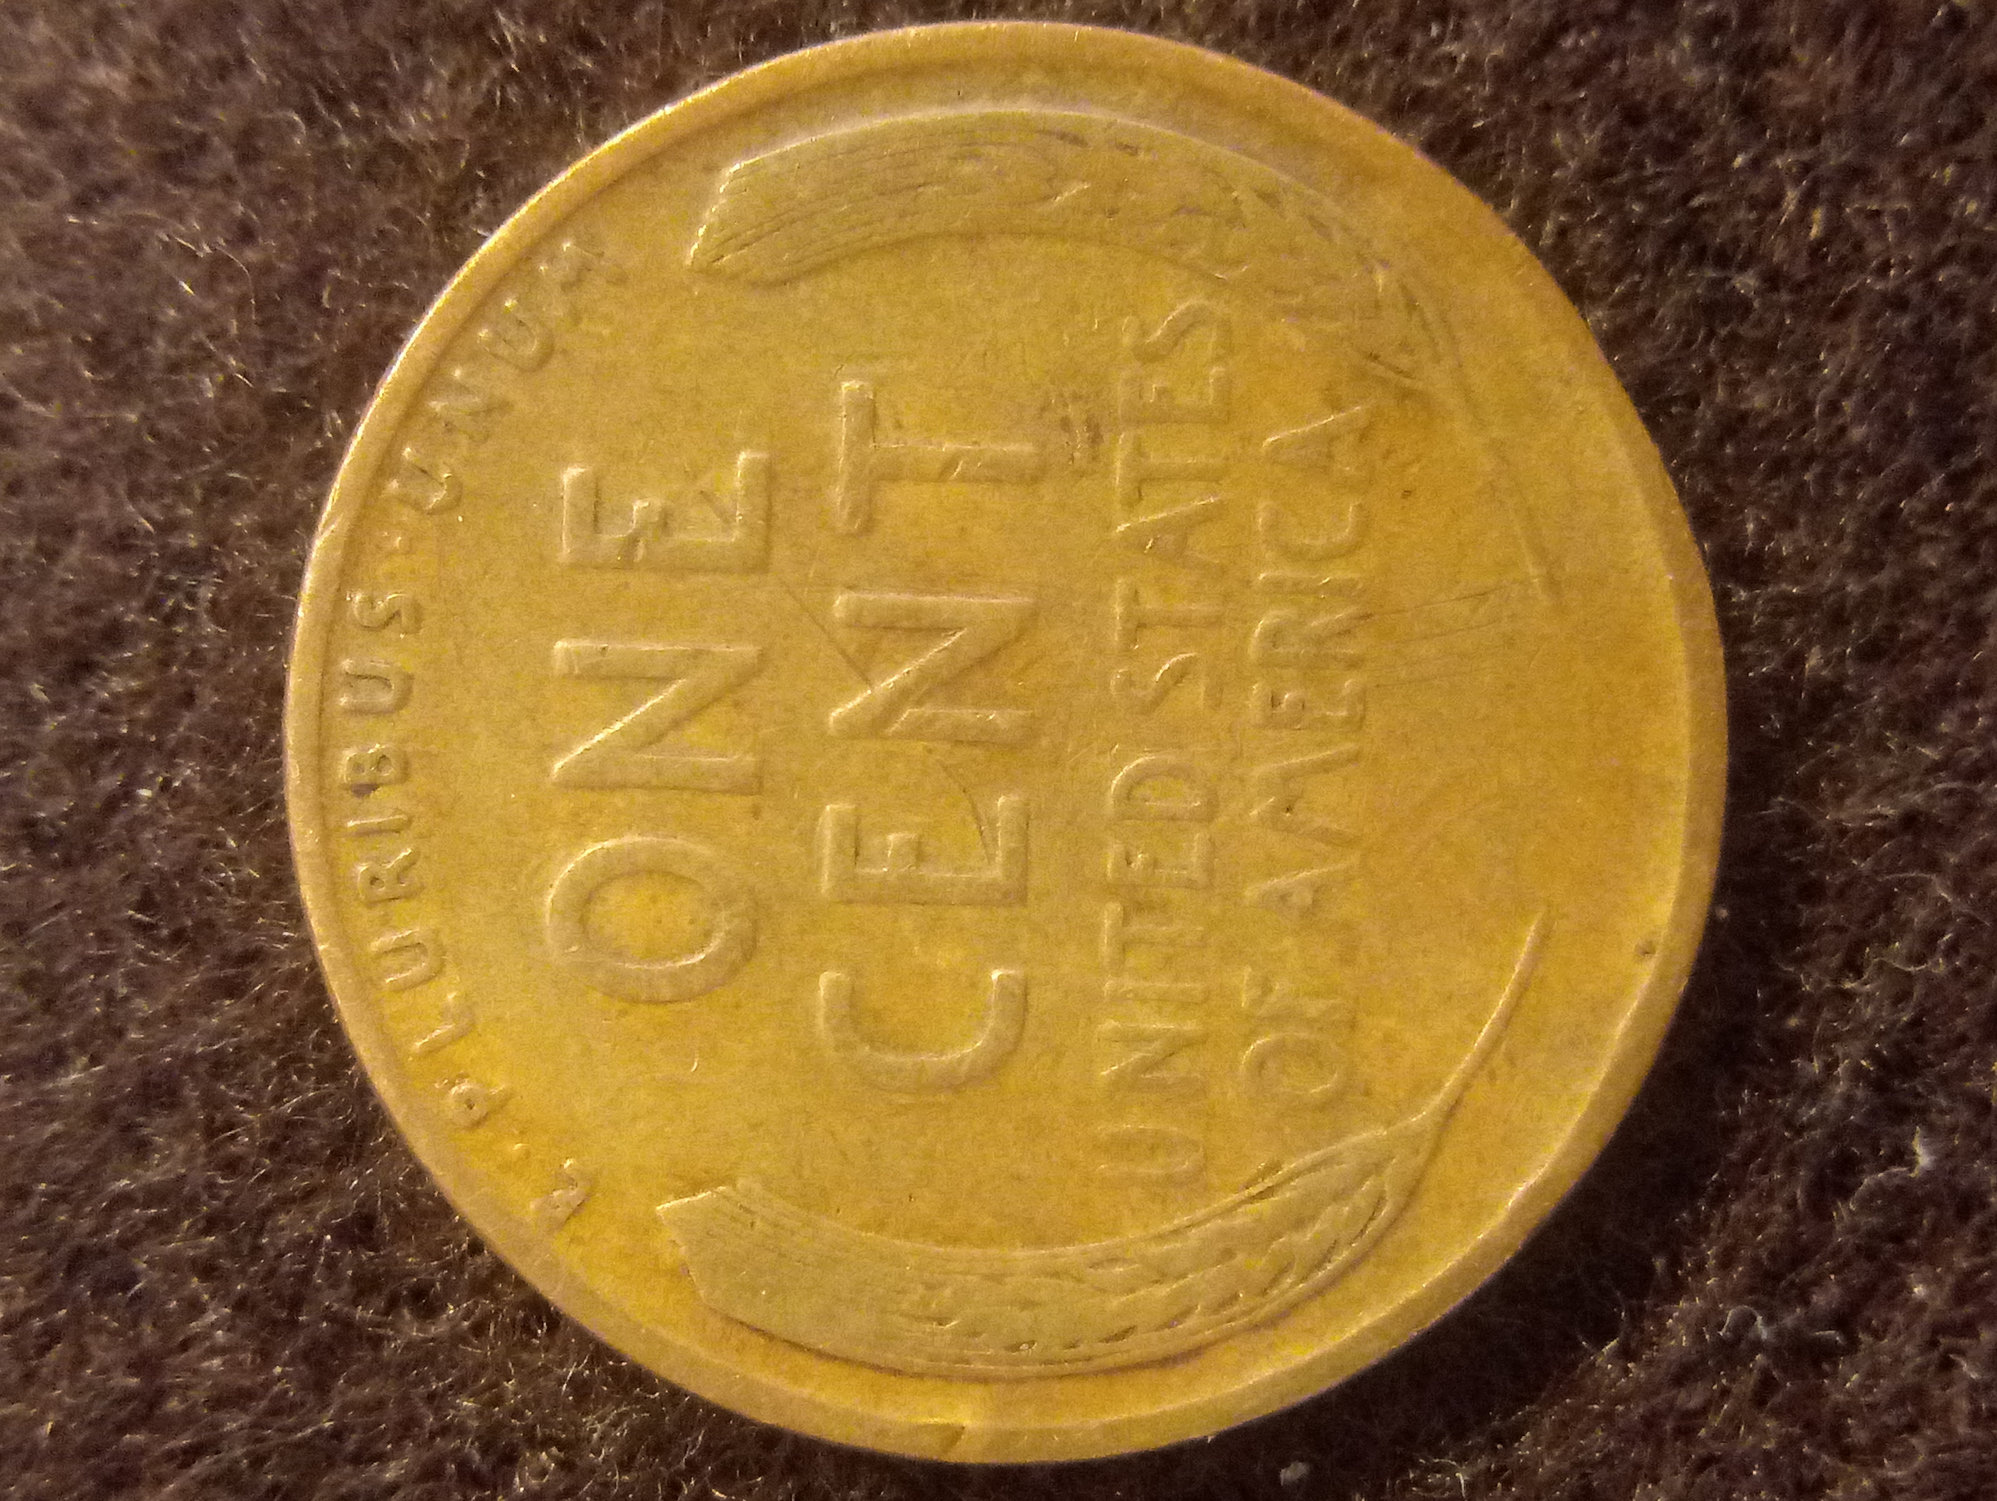 E · PLURIBUS · UNUM
ONE
CENT
UNITED STATES
OF AMERICA